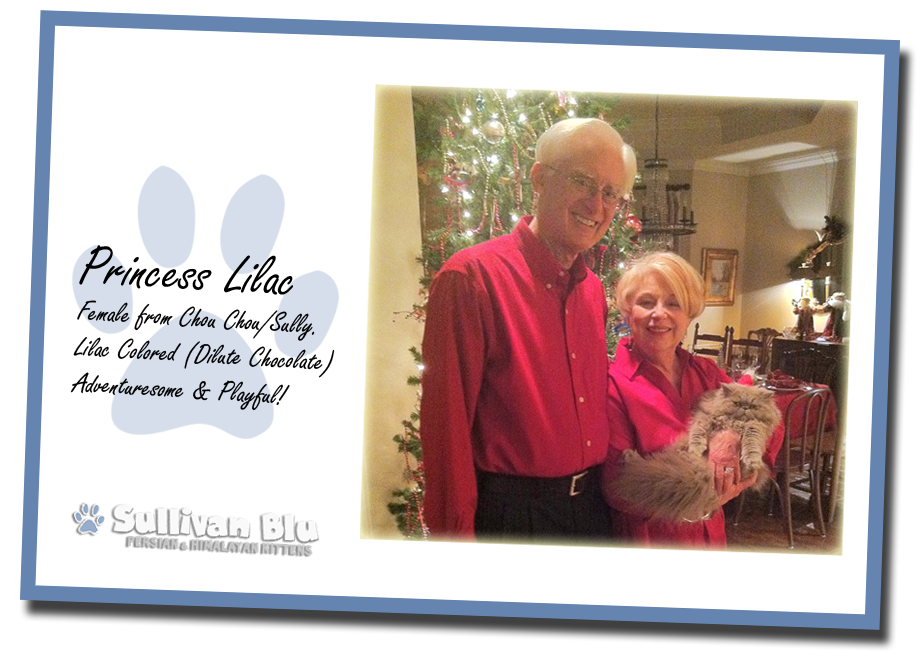 Princess Lilac
Female from Chou Chou/Sully.
Lilac Colored (Dilute Chocolate)
Adventuresome & Playful!
Sullivan Blu
PERSIAN & HIMALAYAN KITTENS